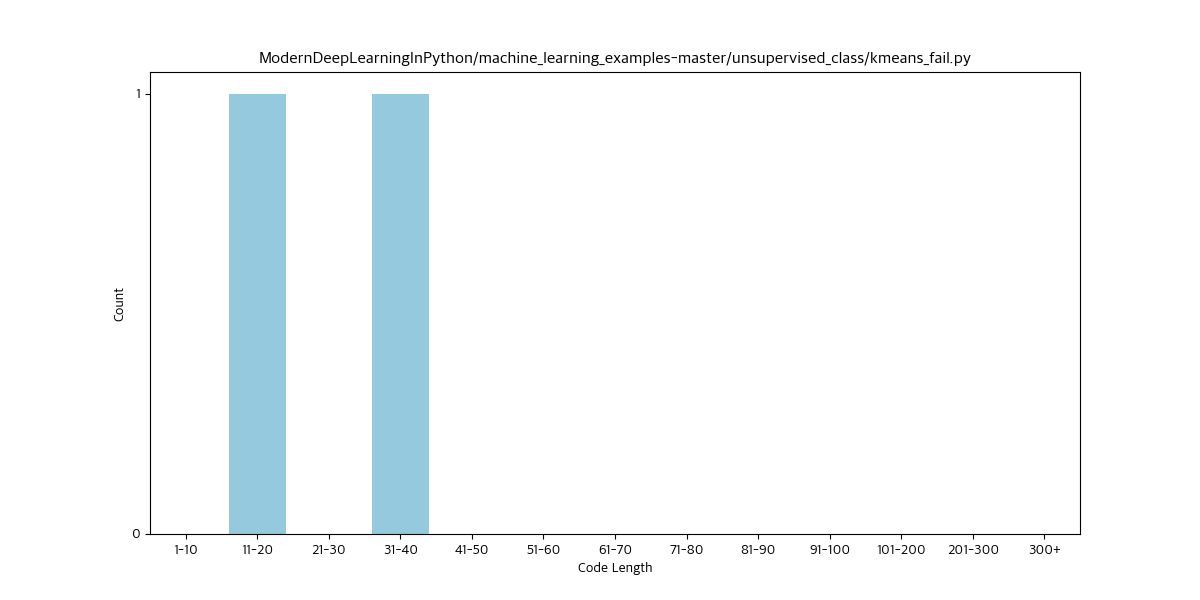 ModernDeepLearningInPython/machine_learning_examples-master/unsupervised_class/kmeans_fail.py
1
Count
0
1-10 11-20 21-30 31-40 41-50 51-60 61-70 71-80 81-90 91-100 101-200 201-300 300+
Code Length